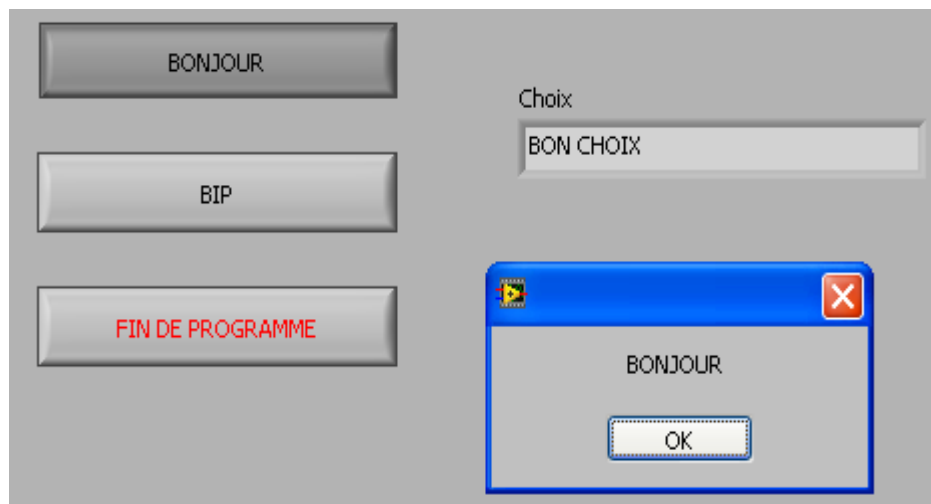 BONJOUR
BIP
FIN DE PROGRAMME
Choix
BON CHOIX
BONJOUR
OK